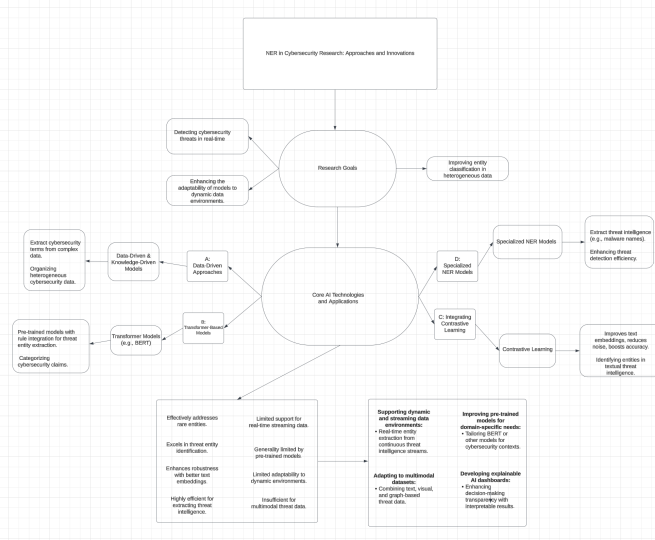 NER in Cybersecurity Research: Approaches and Innovations
Detecting cybersecurity
threats in real-time
Research Goals
Improving entity
classification in
heterogeneous data
Enhancing the
adaptability of models to
dynamic data
environments.
Extract cybersecurity
terms from complex
data.
Organizing
heterogeneous
cybersecurity data.
Data-Driven &
Knowledge-Driven
Models
A:
Data-Driven
Approaches
Core AI Technologies
and Applications
D:
Specialized
NER Models
Specialized NER Models
Extract threat intelligence
(e.g., malware names).
Enhancing threat
detection efficiency.
Pre-trained models with
rule integration for threat
entity extraction.
Categorizing
cybersecurity claims.
Transformer Models
(e.g., BERT)
B:
Transformer-Based
Models
C: Integrating
Contrastive
Learning
Contrastive Learning
Improves text
embeddings, reduces
noise, boosts accuracy.
Identifying entities in
textual threat
intelligence.
Effectively addresses
rare entities.
Excels in threat entity
identification.
Enhances robustness
with better text
embeddings.
Highly efficient for
extracting threat
intelligence.
Limited support for
real-time streaming data.
Generality limited by
pre-trained models
Limited adaptability to
dynamic environments.
Insufficient for
multimodal threat data.
Supporting dynamic
and streaming data
environments:
• Real-time entity
extraction from
continuous threat
intelligence streams.
Adapting to multimodal
datasets:
• Combining text, visual,
and graph-based
threat data.
Improving pre-trained
models for
domain-specific needs:
• Tailoring BERT or
other models for
cybersecurity contexts.
Developing explainable
AI dashboards:
• Enhancing
decision-making
transparency with
interpretable results.